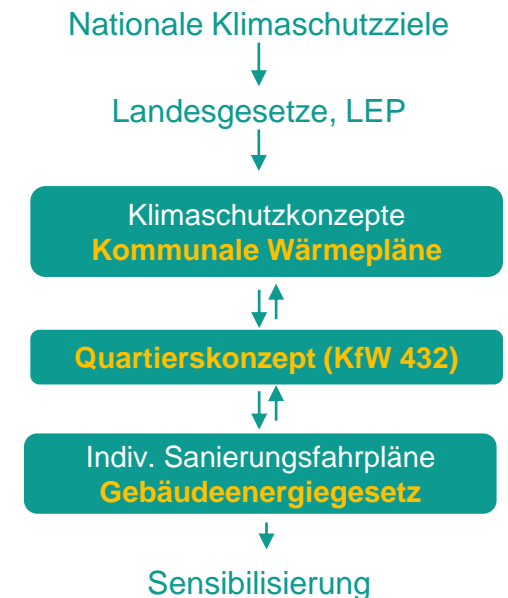 Nationale Klimaschutzziele
Landesgesetze, LEP
Klimaschutzkonzepte
Kommunale Wärmepläne
Quartierskonzept (KfW 432)
Indiv. Sanierungsfahrpläne
Gebäudeenergiegesetz
Sensibilisierung